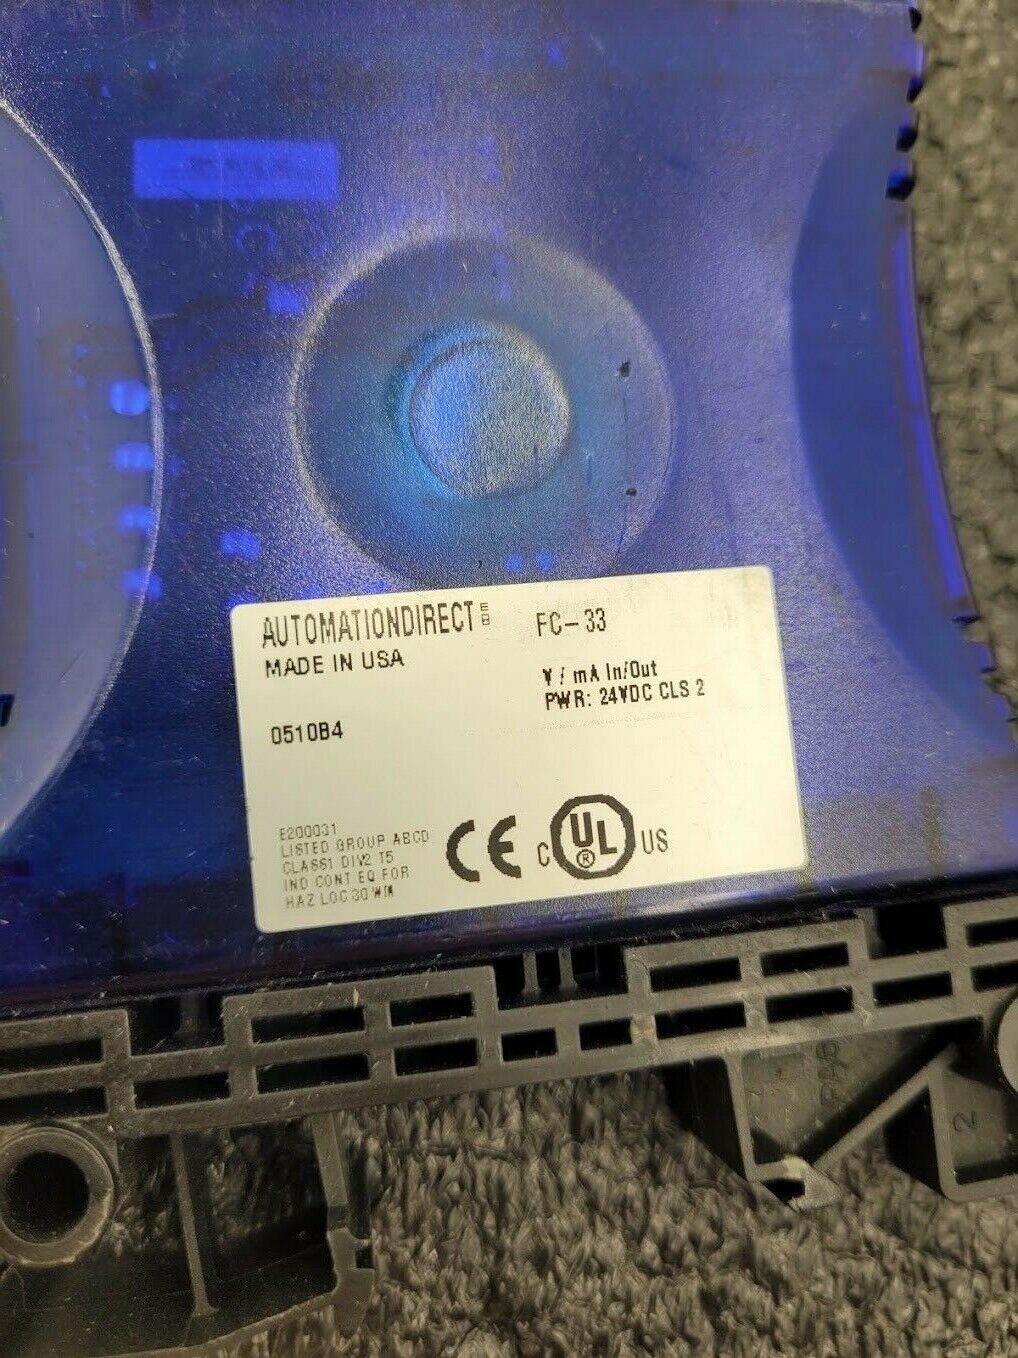 AUTOMATIONDIRECT
FC-33
MADE IN USA
V / mA In/Out
PWR: 24VDC CLS 2
0510B4
E200031
LISTED GROUP ABCD
CLASS1 DIV2 T5
IND CONT EQ FOR
HAZ LOC 30 WM
CE
C UL US
®
2